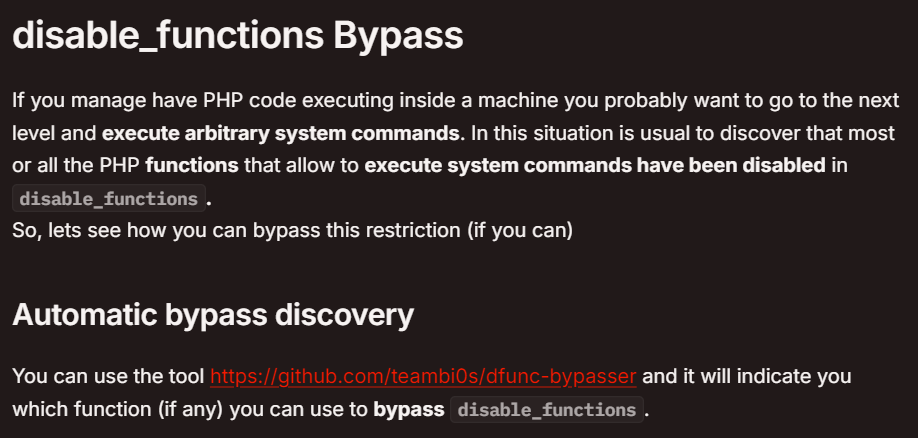 disable_functions Bypass
If you manage have PHP code executing inside a machine you probably want to go to the next
level and execute arbitrary system commands. In this situation is usual to discover that most
or all the PHP functions that allow to execute system commands have been disabled in
disable_functions.
So, lets see how you can bypass this restriction (if you can)
Automatic bypass discovery
You can use the tool https://github.com/teambi0s/dfunc-bypasser and it will indicate you
which function (if any) you can use to bypass disable_functions.